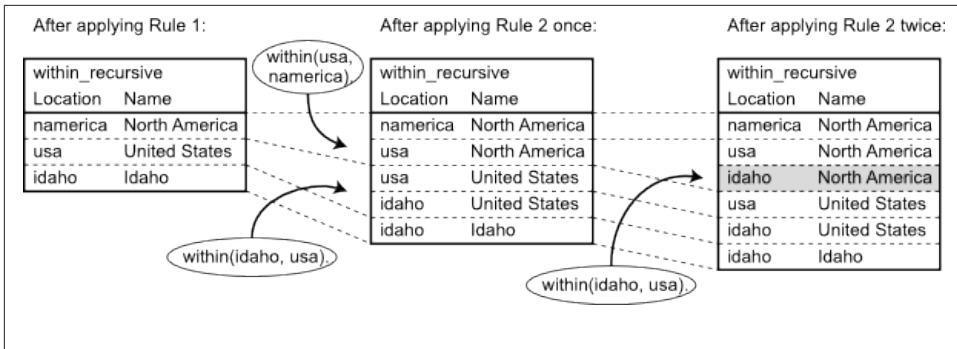 After applying Rule 1:
After applying Rule 2 once:
After applying Rule 2 twice:
within_recursive
Location Name
namerica North America
usa United States
idaho Idaho
within(usa,
namerica).
within(idaho, usa).
within_recursive
Location Name
namerica North America
usa North America
usa United States
idaho United States
idaho Idaho
within(idaho, usa).
within_recursive
Location Name
namerica North America
usa North America
idaho North America
usa United States
idaho United States
idaho Idaho